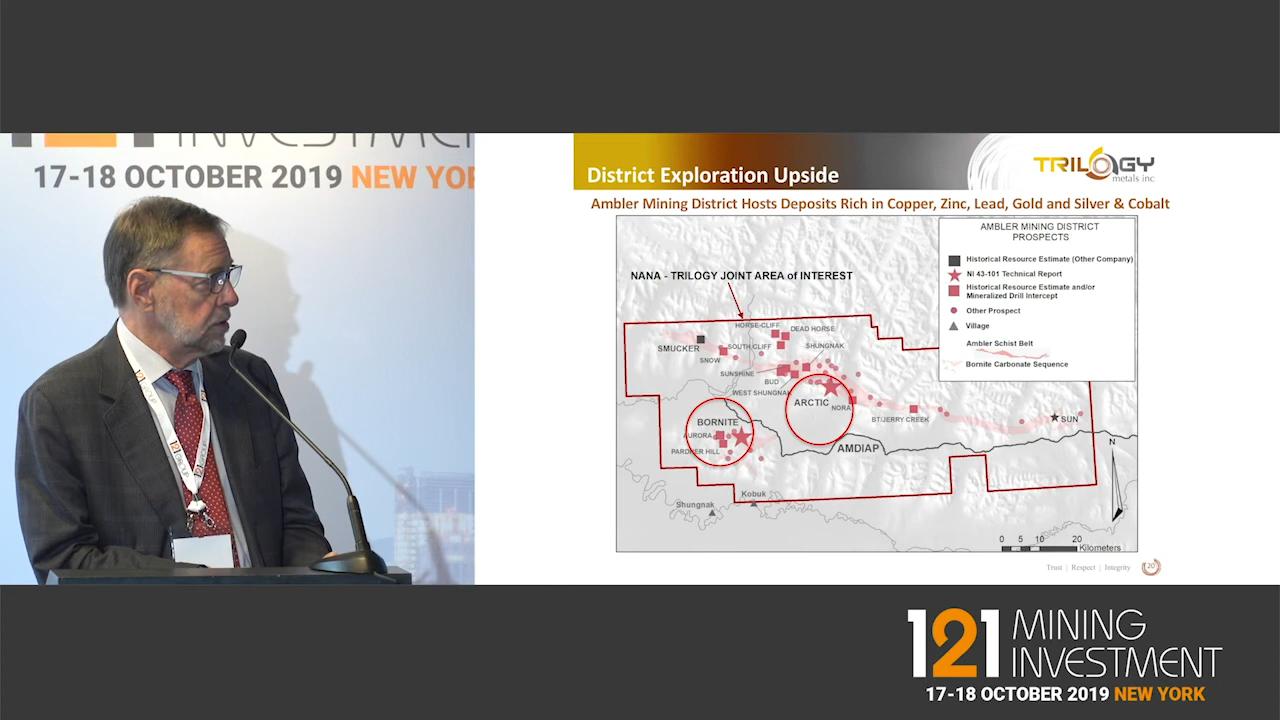 121 INVESTMEN
17-18 OCTOBER 2019 NEW YOR
121
District Exploration Upside
TRILOGY
metals inc
Ambler Mining District Hosts Deposits Rich in Copper, Zinc, Lead, Gold and Silver & Cobalt
AMBLER MINING DISTRICT
PROSPECTS
Historical Resource Estimate (Other Company)
NI 43-101 Technical Report
Historical Resource Estimate and/or
Mineralized Drill Intercept
Other Prospect
Village
Ambler Schist Belt
Bornite Carbonate Sequence
NANA - TRILOGY JOINT AREA of INTEREST
HORSE-CLIFF
DEAD HORSE
SMUCKER
SOUTH CLIFF
SHUNGNAK
SNOW
SUNSHINE
BUD
WEST SHUNGNAK
ARCTIC
NORA
BT/JERRY CREEK
SUN
BORNITE
AURORA
PARDNER HILL
AMDIAP
N
Kobuk
Shungnak
0 5 10 20
Kilometers
Trust | Respect | Integrity
20
121 MINING
INVESTMENT
17-18 OCTOBER 2019 NEW YORK